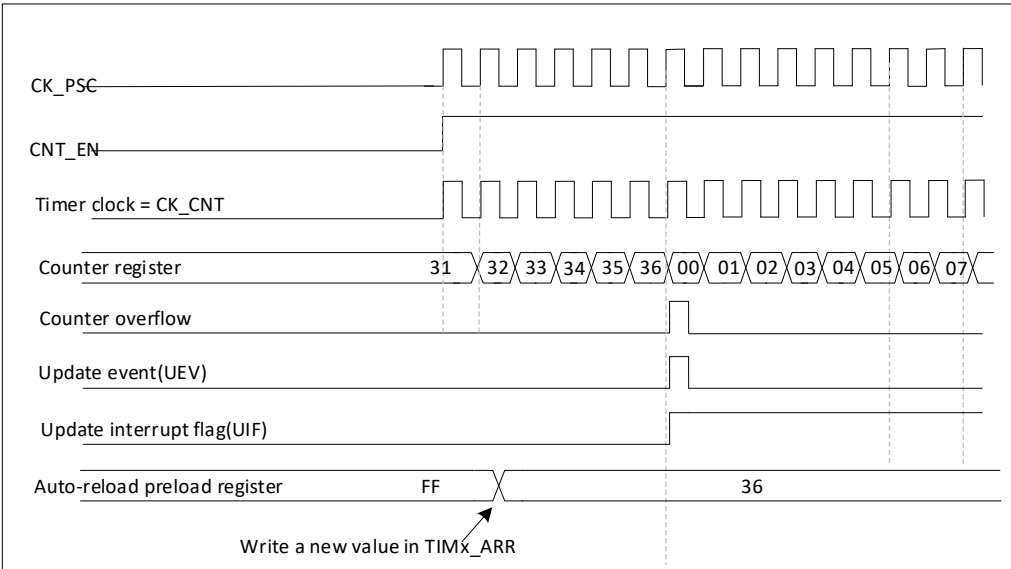 CK_PSC
CNT_EN
Timer clock = CK_CNT
Counter register 31 32 33 34 35 36 00 01 02 03 04 05 06 07
Counter overflow
Update event(UEV)
Update interrupt flag(UIF)
Auto-reload preload register FF 36
Write a new value in TIMx_ARR